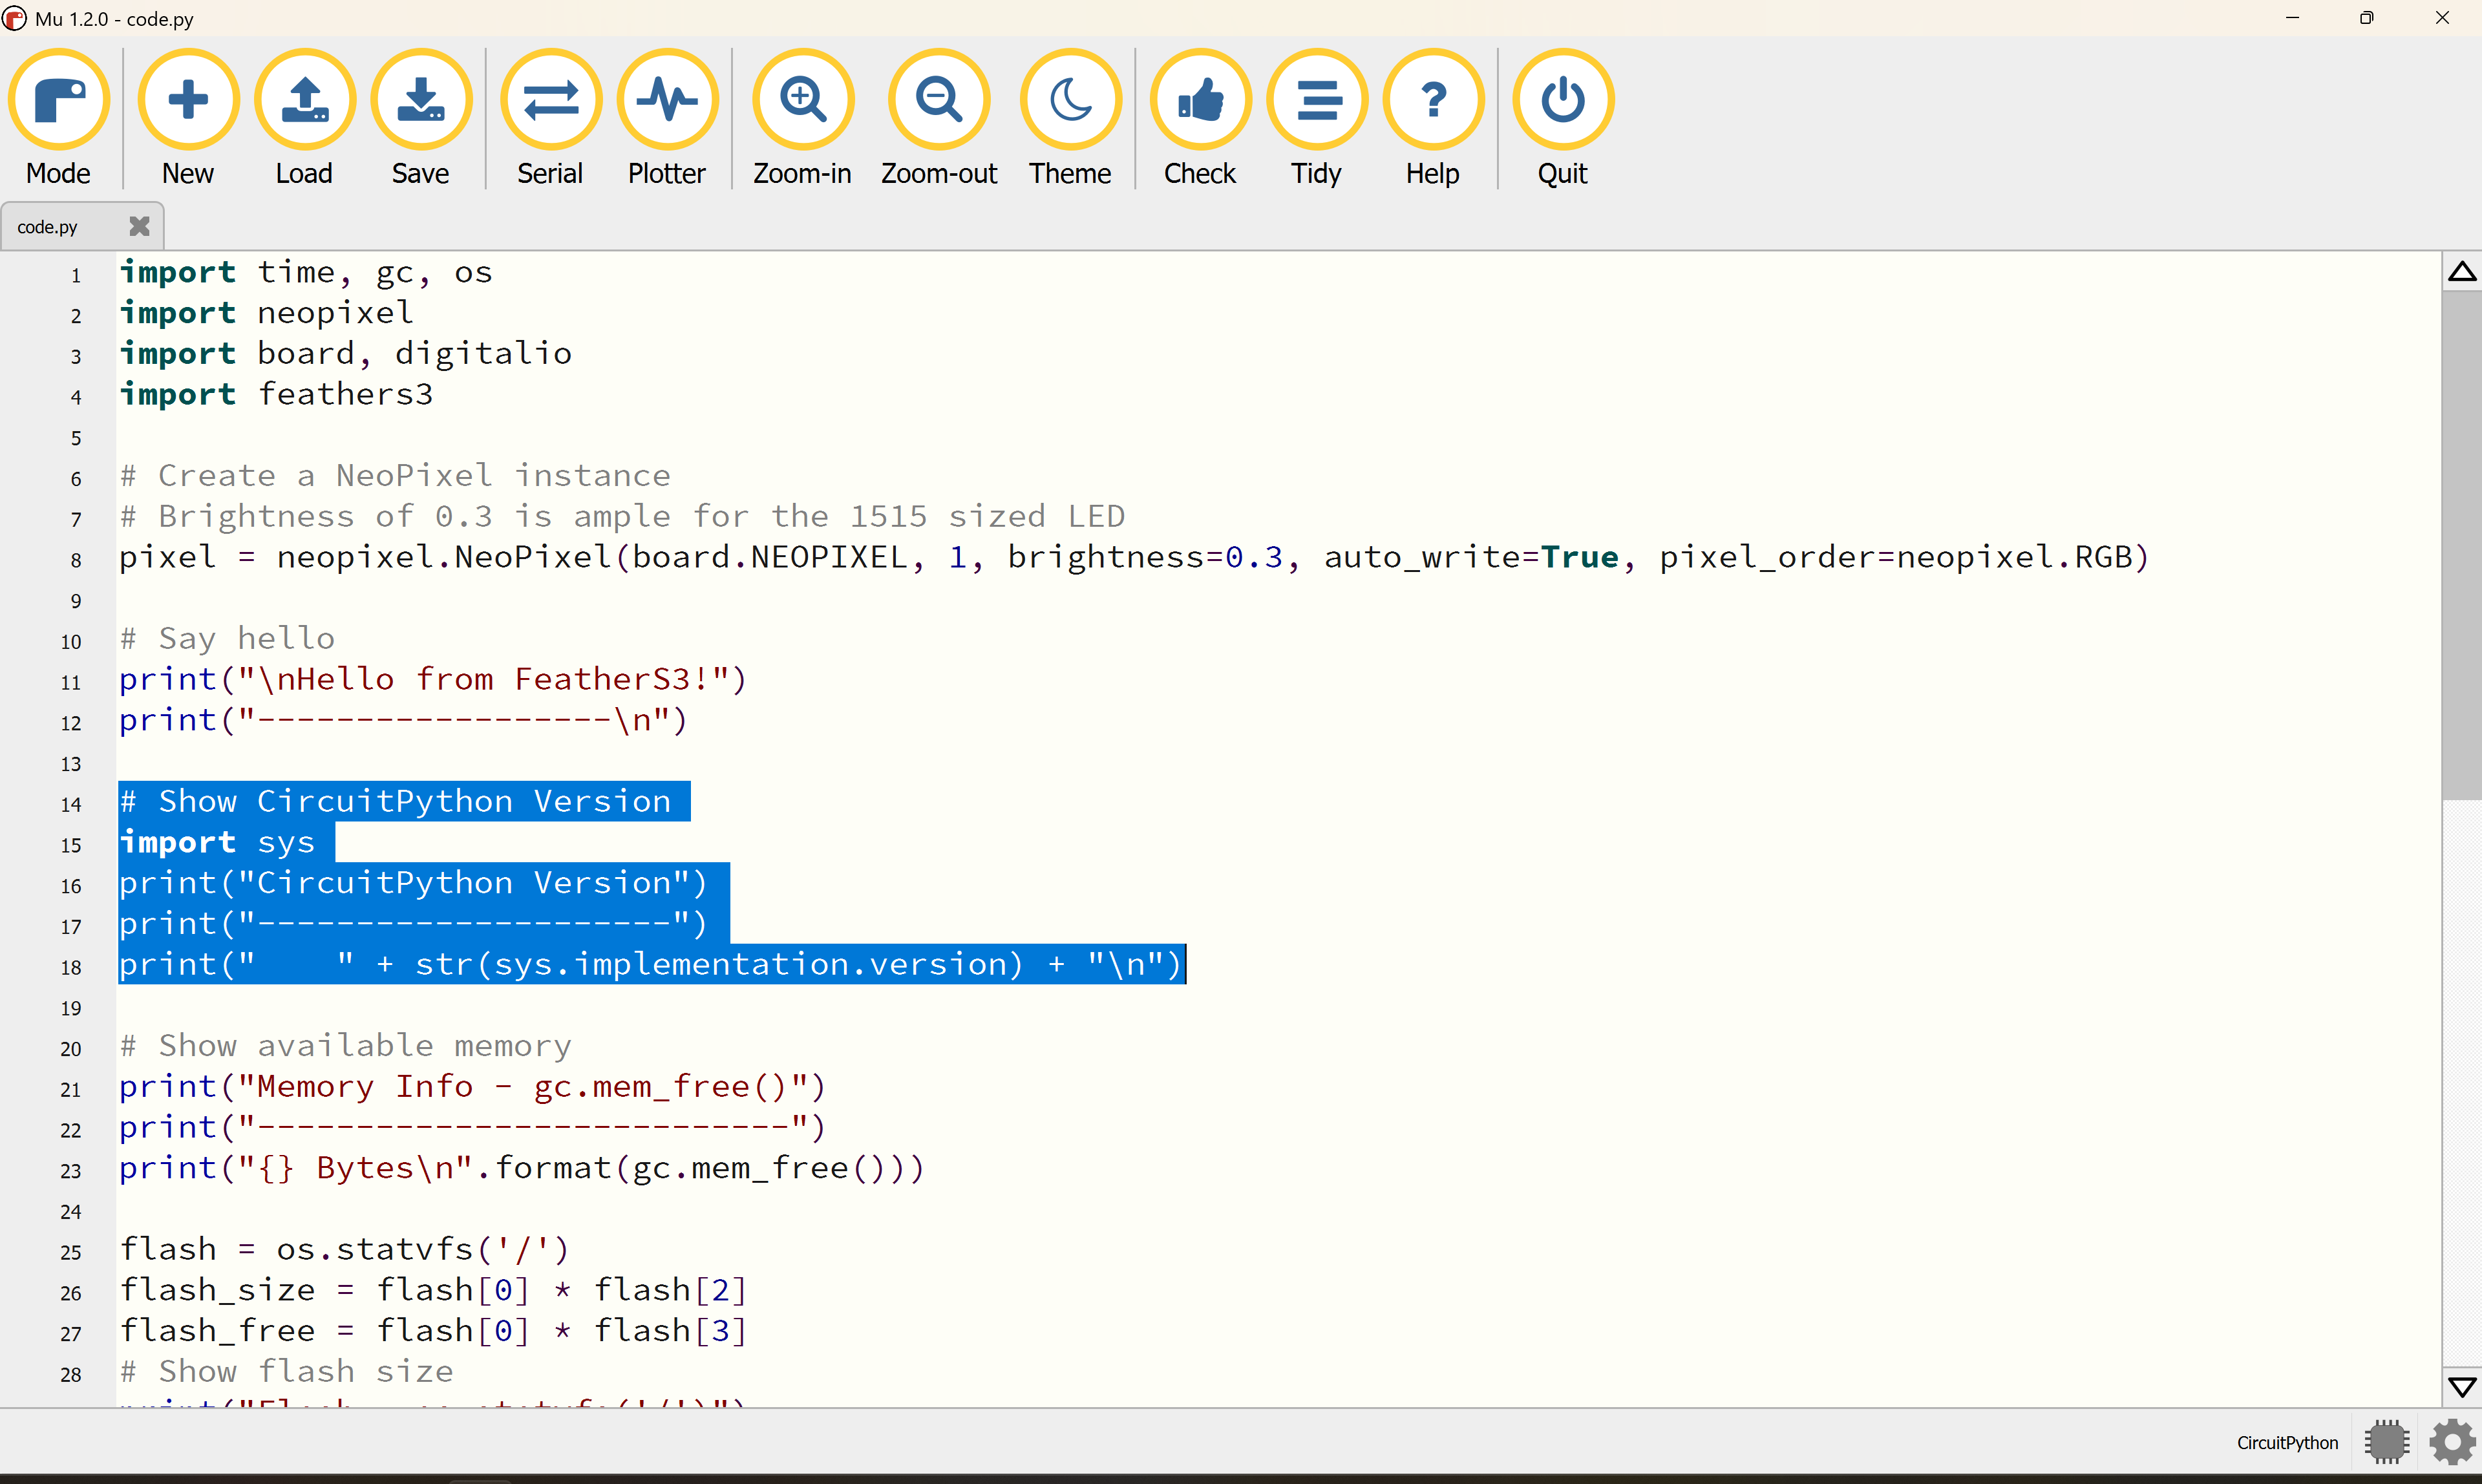 Mu 1.2.0 - code.py
Mode New Load Save Serial Plotter Zoom-in Zoom-out Theme Check Tidy Help Quit
code.py
1 import time, gc, os
2 import neopixel
3 import board, digitalio
4 import feathers3
5
6 # Create a NeoPixel instance
7 # Brightness of 0.3 is ample for the 1515 sized LED
8 pixel = neopixel.NeoPixel(board.NEOPIXEL, 1, brightness=0.3, auto_write=True, pixel_order=neopixel.RGB)
9
10 # Say hello
11 print("\nHello from FeatherS3!")
12 print("------------------\n")
13
14 # Show CircuitPython Version
15 import sys
16 print("CircuitPython Version")
17 print("---------------------")
18 print("    " + str(sys.implementation.version) + "\n")
19
20 # Show available memory
21 print("Memory Info - gc.mem_free()")
22 print("---------------------------")
23 print("{} Bytes\n".format(gc.mem_free()))
24
25 flash = os.statvfs('/')
26 flash_size = flash[0] * flash[2]
27 flash_free = flash[0] * flash[3]
28 # Show flash size
CircuitPython